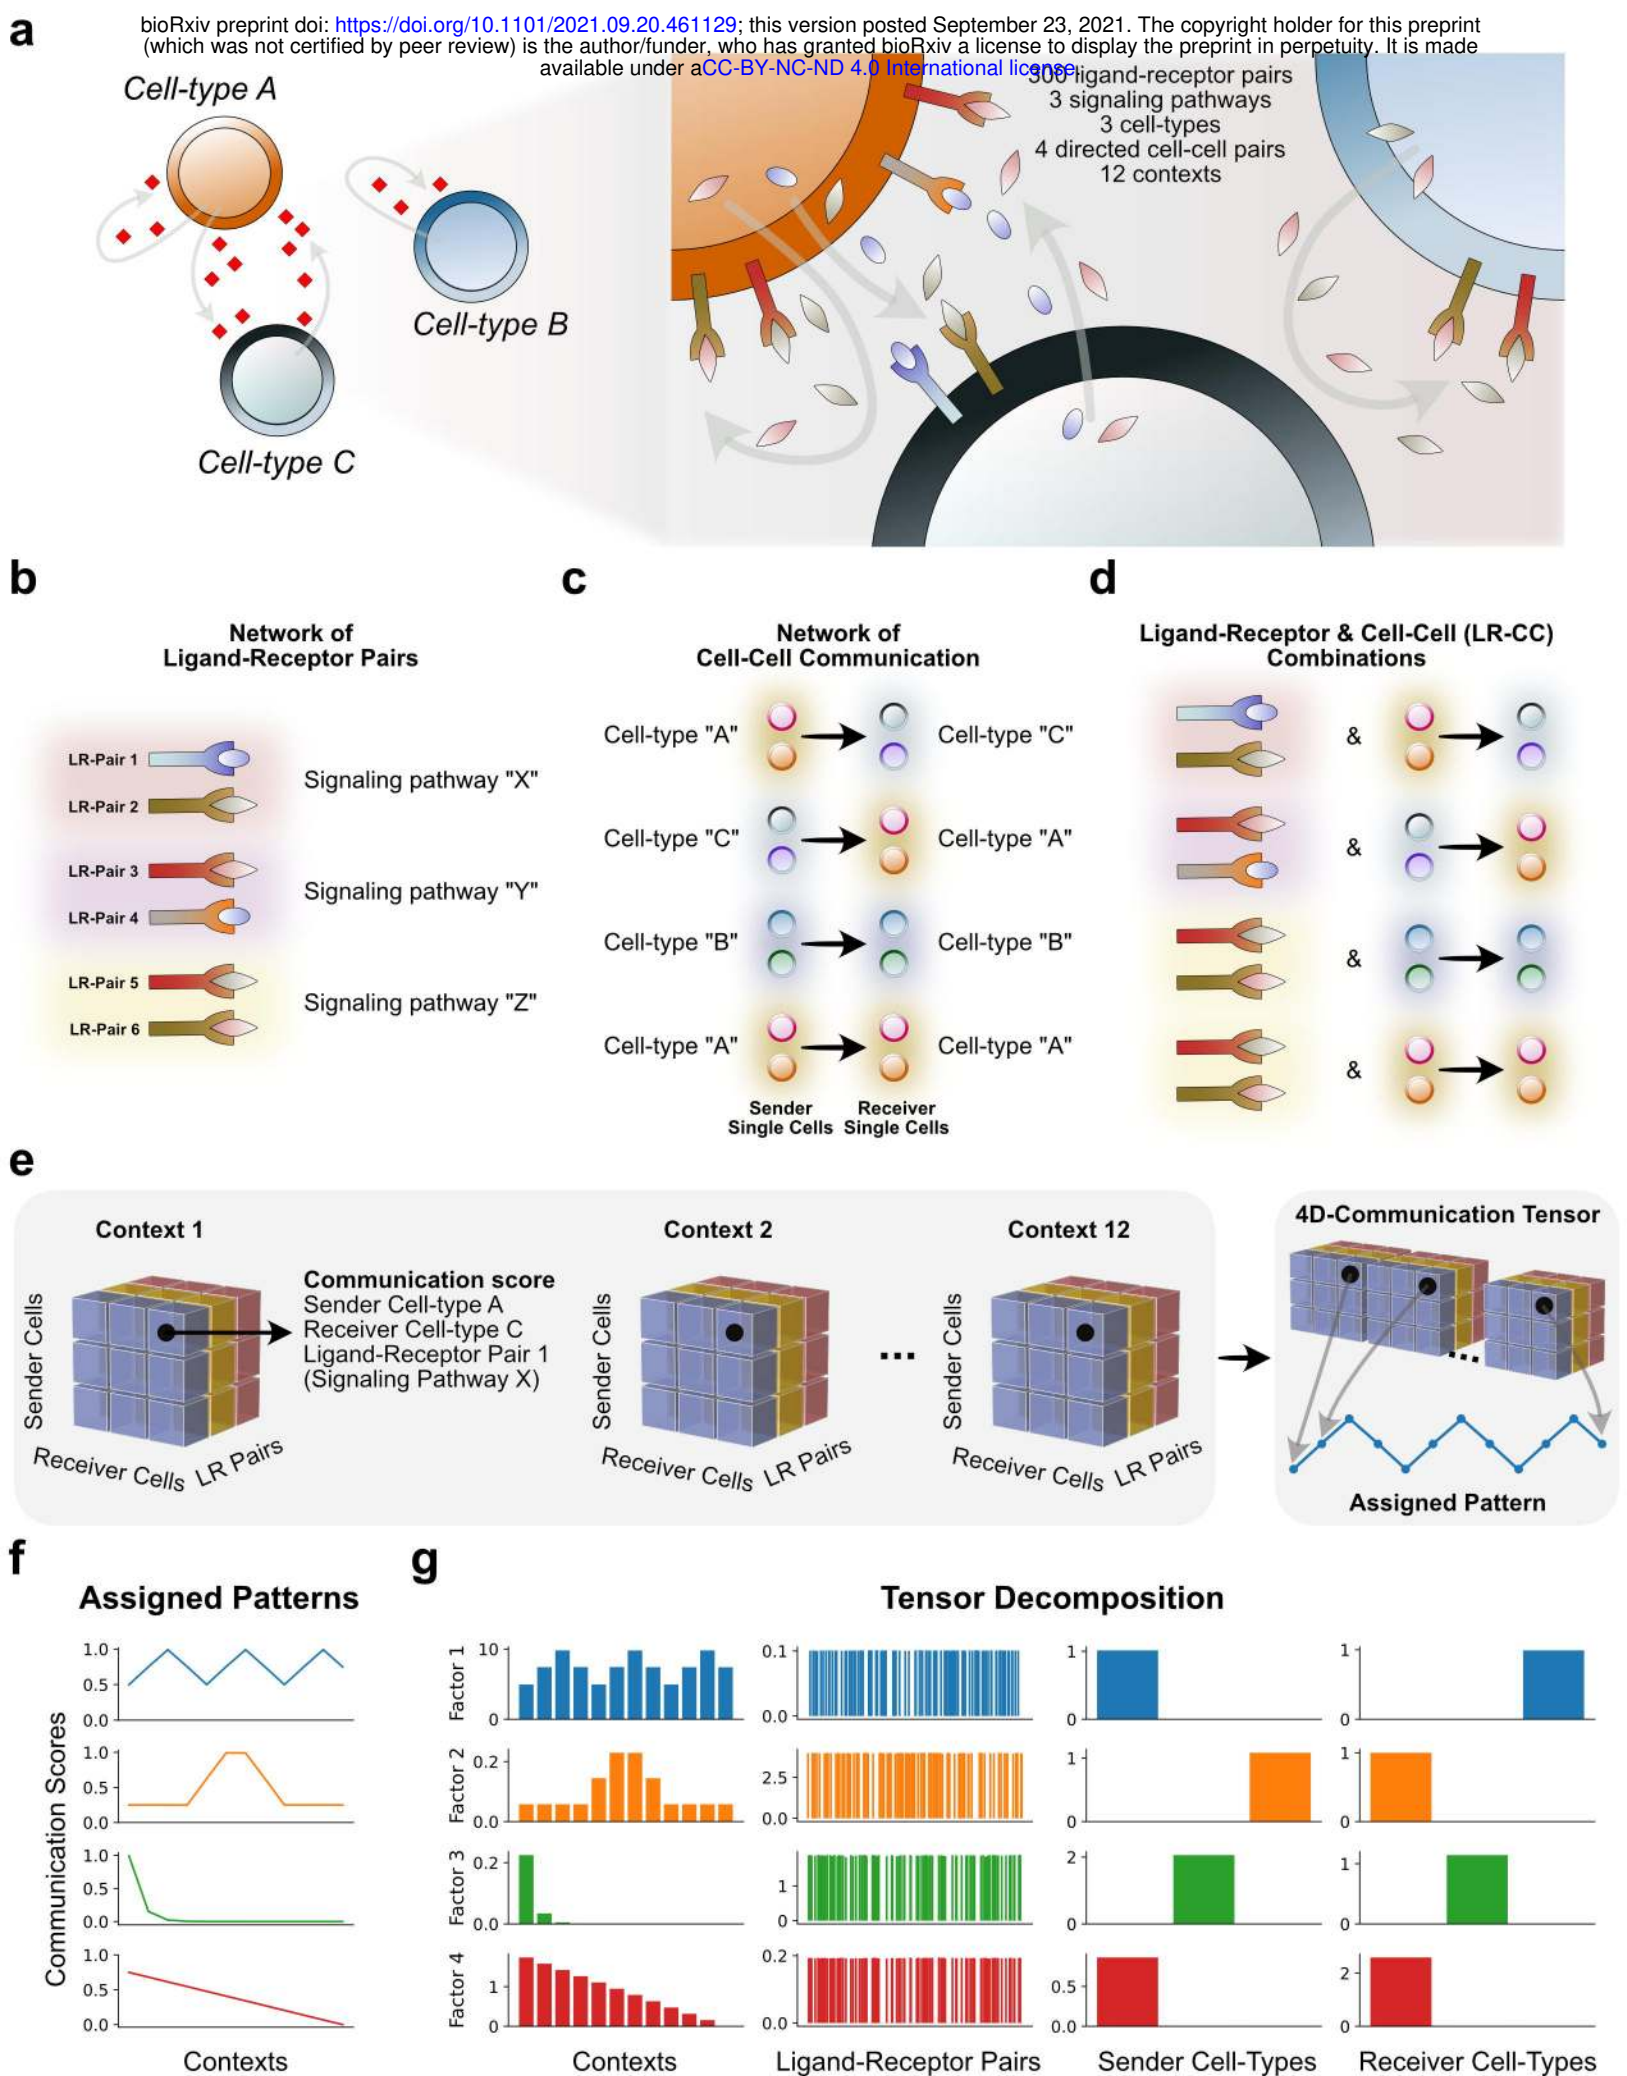 bioRxiv preprint doi: https://doi.org/10.1101/2021.09.20.461129; this version posted September 23, 2021. The copyright holder for this preprint
(which was not certified by peer review) is the author/funder, who has granted bioRxiv a license to display the preprint in perpetuity. It is made
available under aCC-BY-NC-ND 4.0 International license.
a
Cell-type A
Cell-type B
Cell-type C
300 ligand-receptor pairs
3 signaling pathways
3 cell-types
4 directed cell-cell pairs
12 contexts
b
Network of
Ligand-Receptor Pairs
LR-Pair 1
LR-Pair 2
Signaling pathway "X"
LR-Pair 3
LR-Pair 4
Signaling pathway "Y"
LR-Pair 5
LR-Pair 6
Signaling pathway "Z"
c
Network of
Cell-Cell Communication
Cell-type "A" Cell-type "C"
Cell-type "C" Cell-type "A"
Cell-type "B" Cell-type "B"
Cell-type "A" Cell-type "A"
Sender Receiver
Single Cells Single Cells
d
Ligand-Receptor & Cell-Cell (LR-CC)
Combinations
&
&
&
&
e
Context 1
Sender Cells
Receiver Cells
LR Pairs
Communication score
Sender Cell-type A
Receiver Cell-type C
Ligand-Receptor Pair 1
(Signaling Pathway X)
Context 2
Sender Cells
Receiver Cells
LR Pairs
...
Context 12
Sender Cells
Receiver Cells
LR Pairs
4D-Communication Tensor
...
Assigned Pattern
f
Assigned Patterns
Communication Scores
1.0
0.5
0.0
1.0
0.5
0.0
1.0
0.5
0.0
1.0
0.5
0.0
Contexts
g
Tensor Decomposition
Factor 1
10
0
0.1
0.0
1
0
1
0
Factor 2
0.2
0.0
2.5
0.0
1
0
1
0
Factor 3
0.2
0.0
1
0
2
0
1
0
Factor 4
1
0
0.2
0.0
0.5
0.0
2
0
Contexts
Ligand-Receptor Pairs
Sender Cell-Types
Receiver Cell-Types